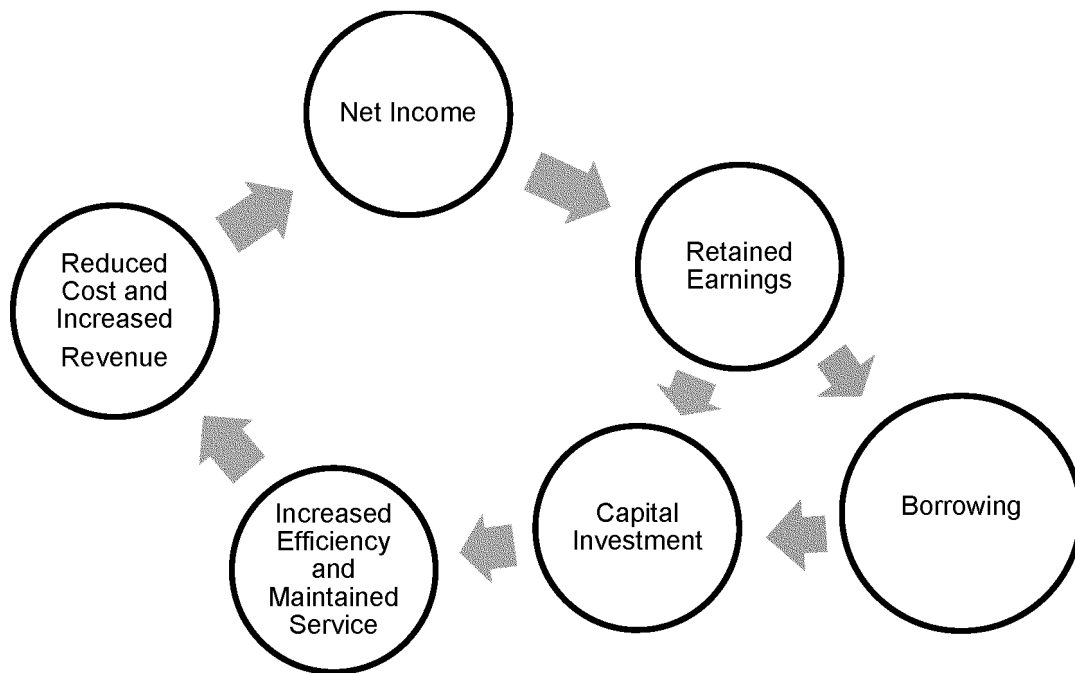 Net Income
Retained
Earnings
Borrowing
Capital
Investment
Increased
Efficiency
and
Maintained
Service
Reduced
Cost and
Increased
Revenue